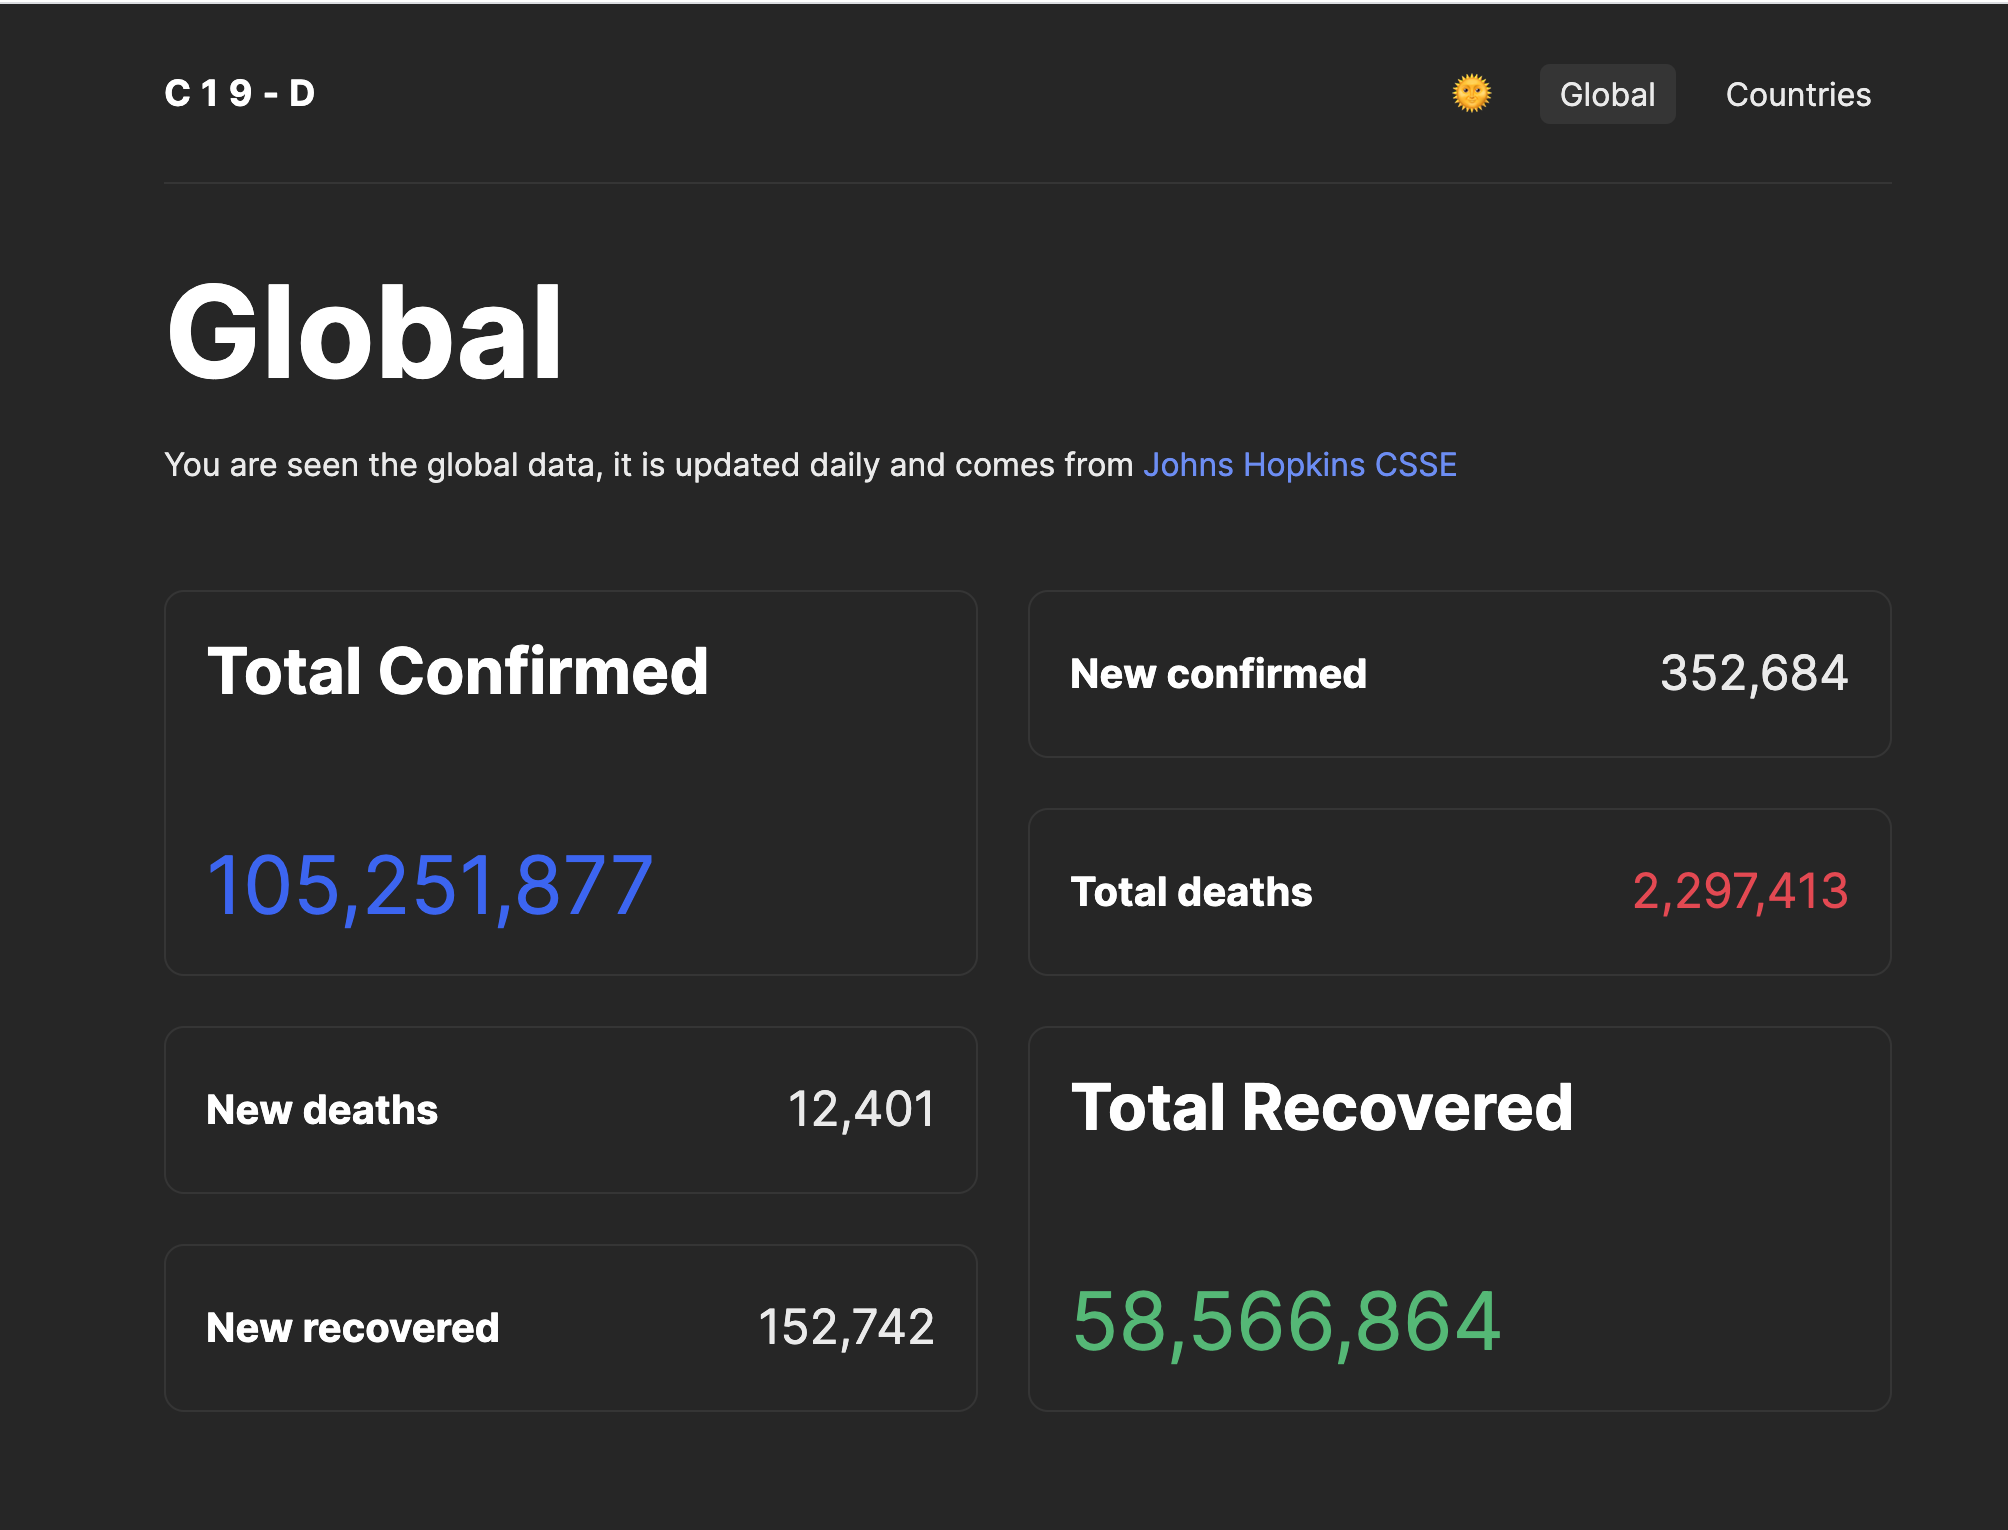 C19-D
Global
Countries
Global
You are seen the global data, it is updated daily and comes from Johns Hopkins CSSE
Total Confirmed
105,251,877
New confirmed
352,684
Total deaths
2,297,413
New deaths
12,401
Total Recovered
58,566,864
New recovered
152,742